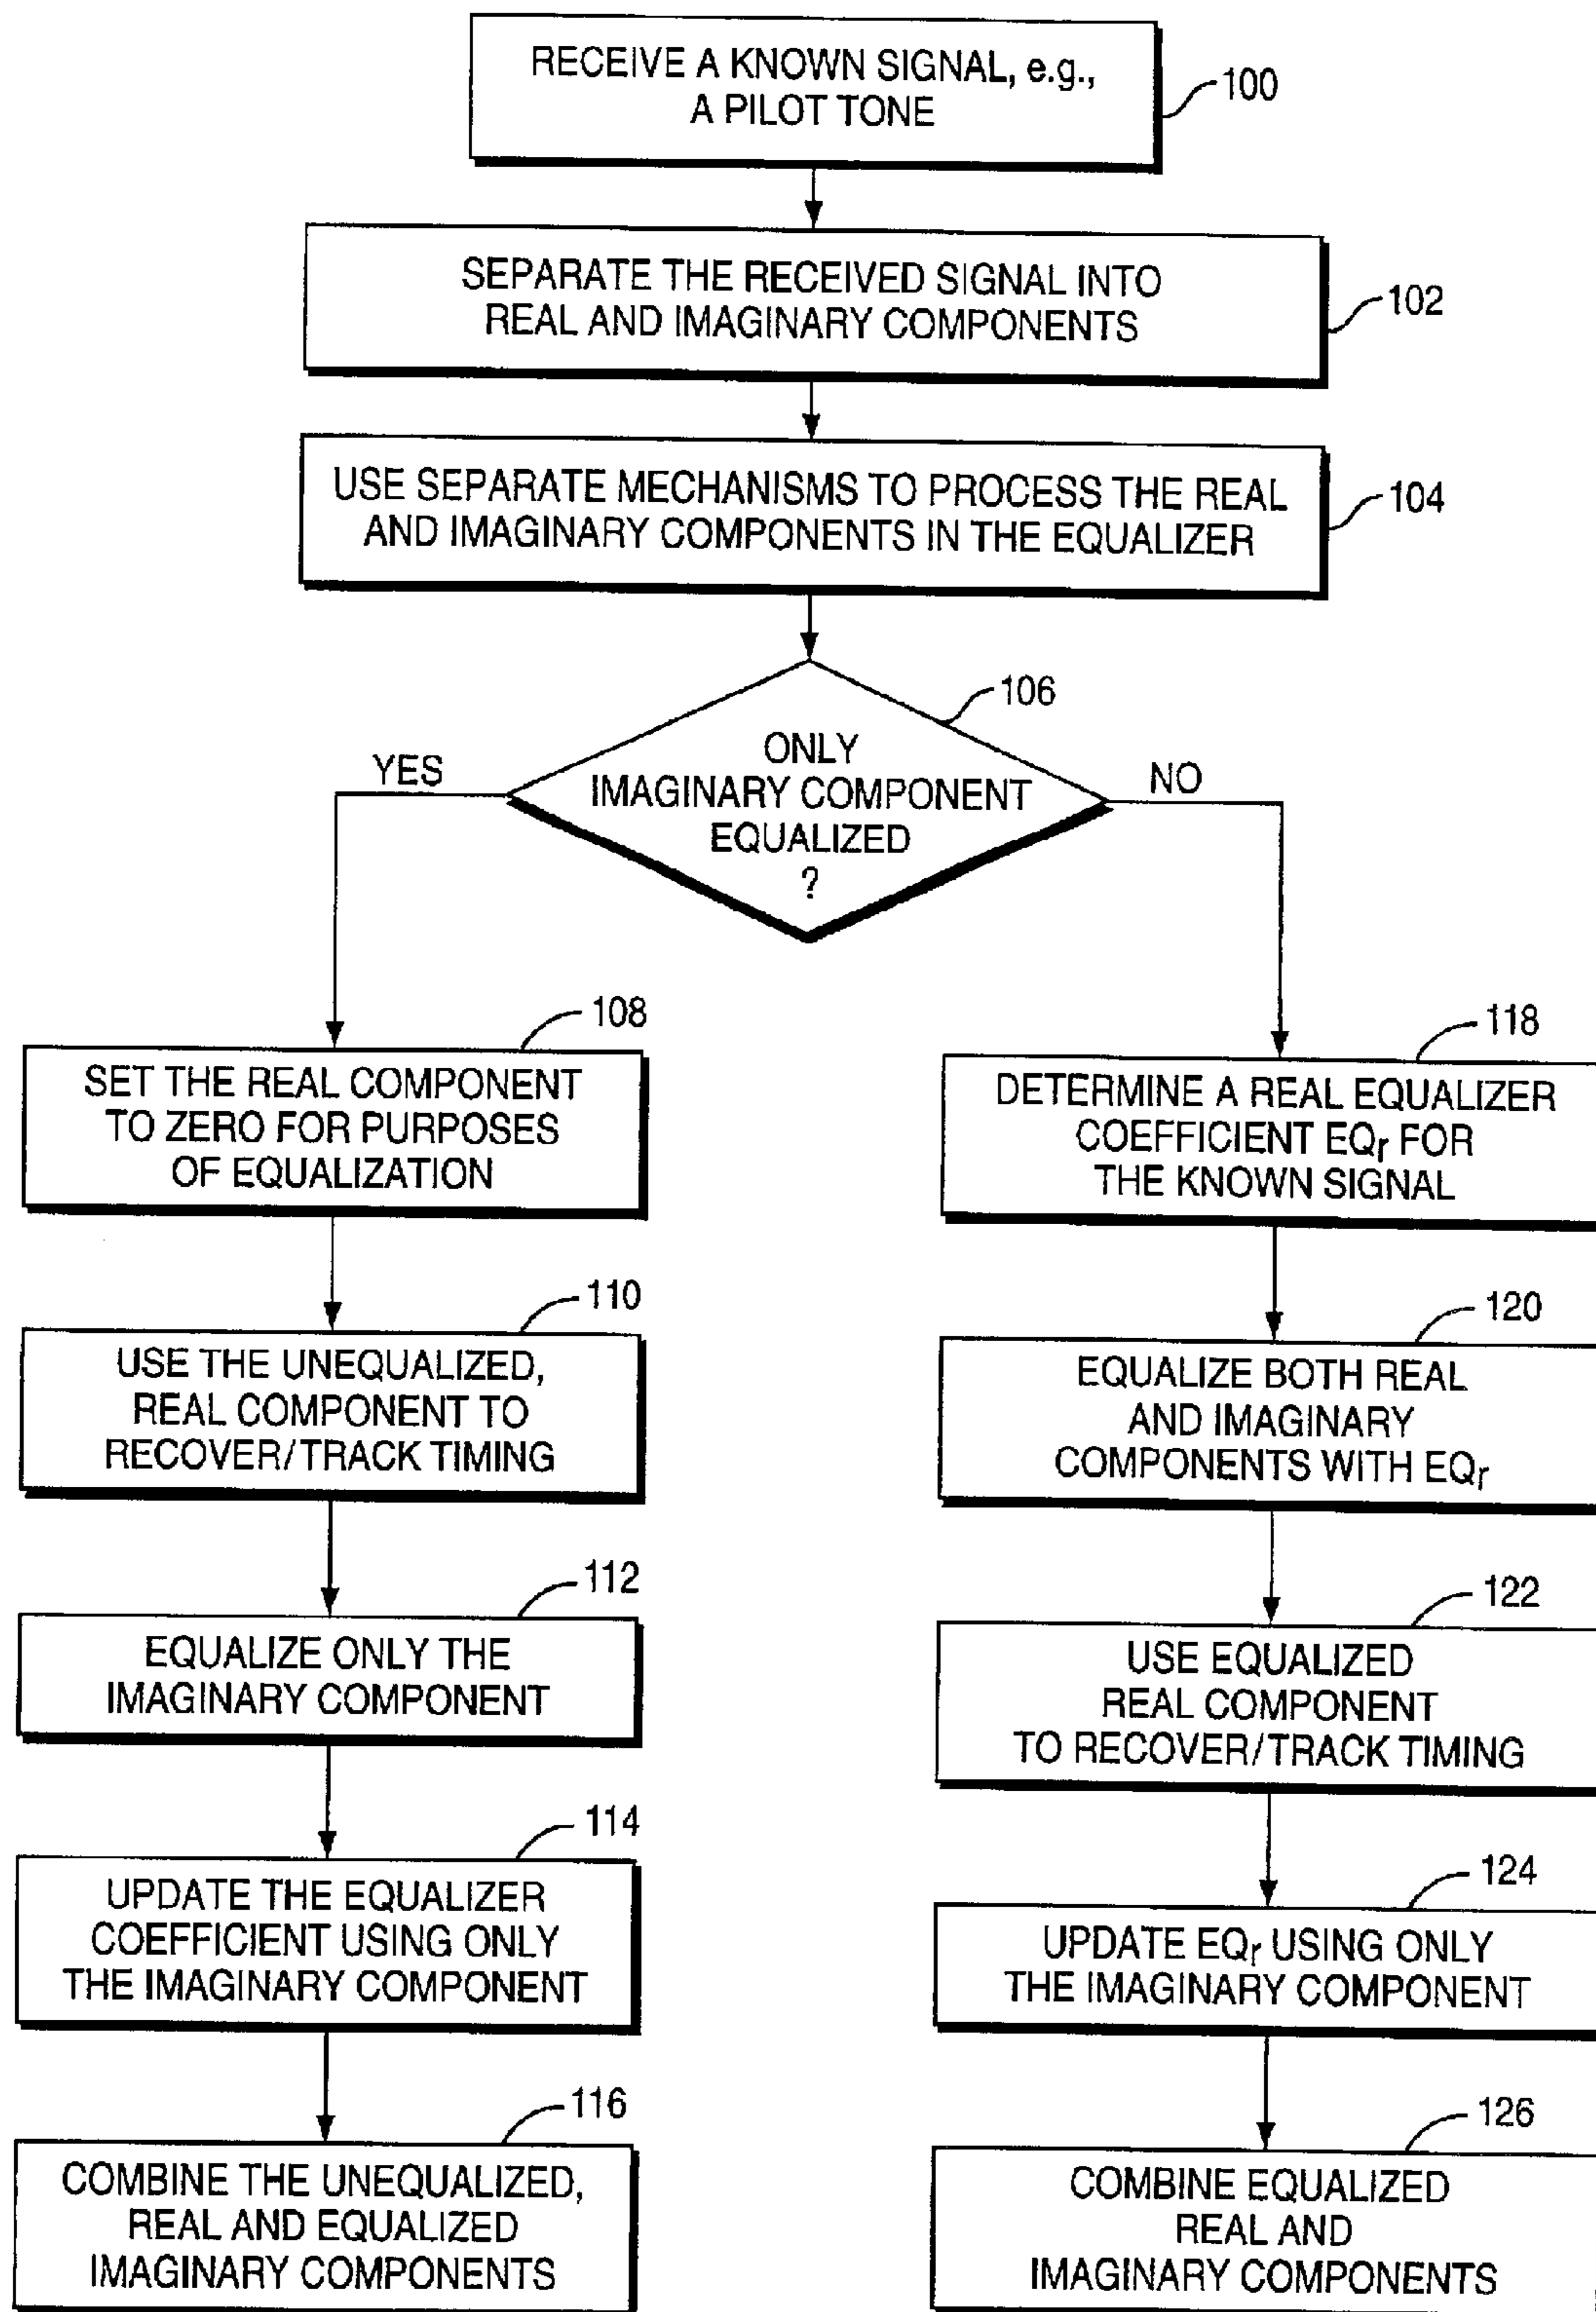 RECEIVE A KNOWN SIGNAL, e.g.,
A PILOT TONE
100
SEPARATE THE RECEIVED SIGNAL INTO
REAL AND IMAGINARY COMPONENTS
102
USE SEPARATE MECHANISMS TO PROCESS THE REAL
AND IMAGINARY COMPONENTS IN THE EQUALIZER
104
106
ONLY
IMAGINARY COMPONENT
EQUALIZED
?
YES
NO
108
SET THE REAL COMPONENT
TO ZERO FOR PURPOSES
OF EQUALIZATION
110
USE THE UNEQUALIZED,
REAL COMPONENT TO
RECOVER/TRACK TIMING
112
EQUALIZE ONLY THE
IMAGINARY COMPONENT
114
UPDATE THE EQUALIZER
COEFFICIENT USING ONLY
THE IMAGINARY COMPONENT
116
COMBINE THE UNEQUALIZED,
REAL AND EQUALIZED
IMAGINARY COMPONENTS
118
DETERMINE A REAL EQUALIZER
COEFFICIENT EQr FOR
THE KNOWN SIGNAL
120
EQUALIZE BOTH REAL
AND IMAGINARY
COMPONENTS WITH EQr
122
USE EQUALIZED
REAL COMPONENT
TO RECOVER/TRACK TIMING
124
UPDATE EQr USING ONLY
THE IMAGINARY COMPONENT
126
COMBINE EQUALIZED
REAL AND
IMAGINARY COMPONENTS